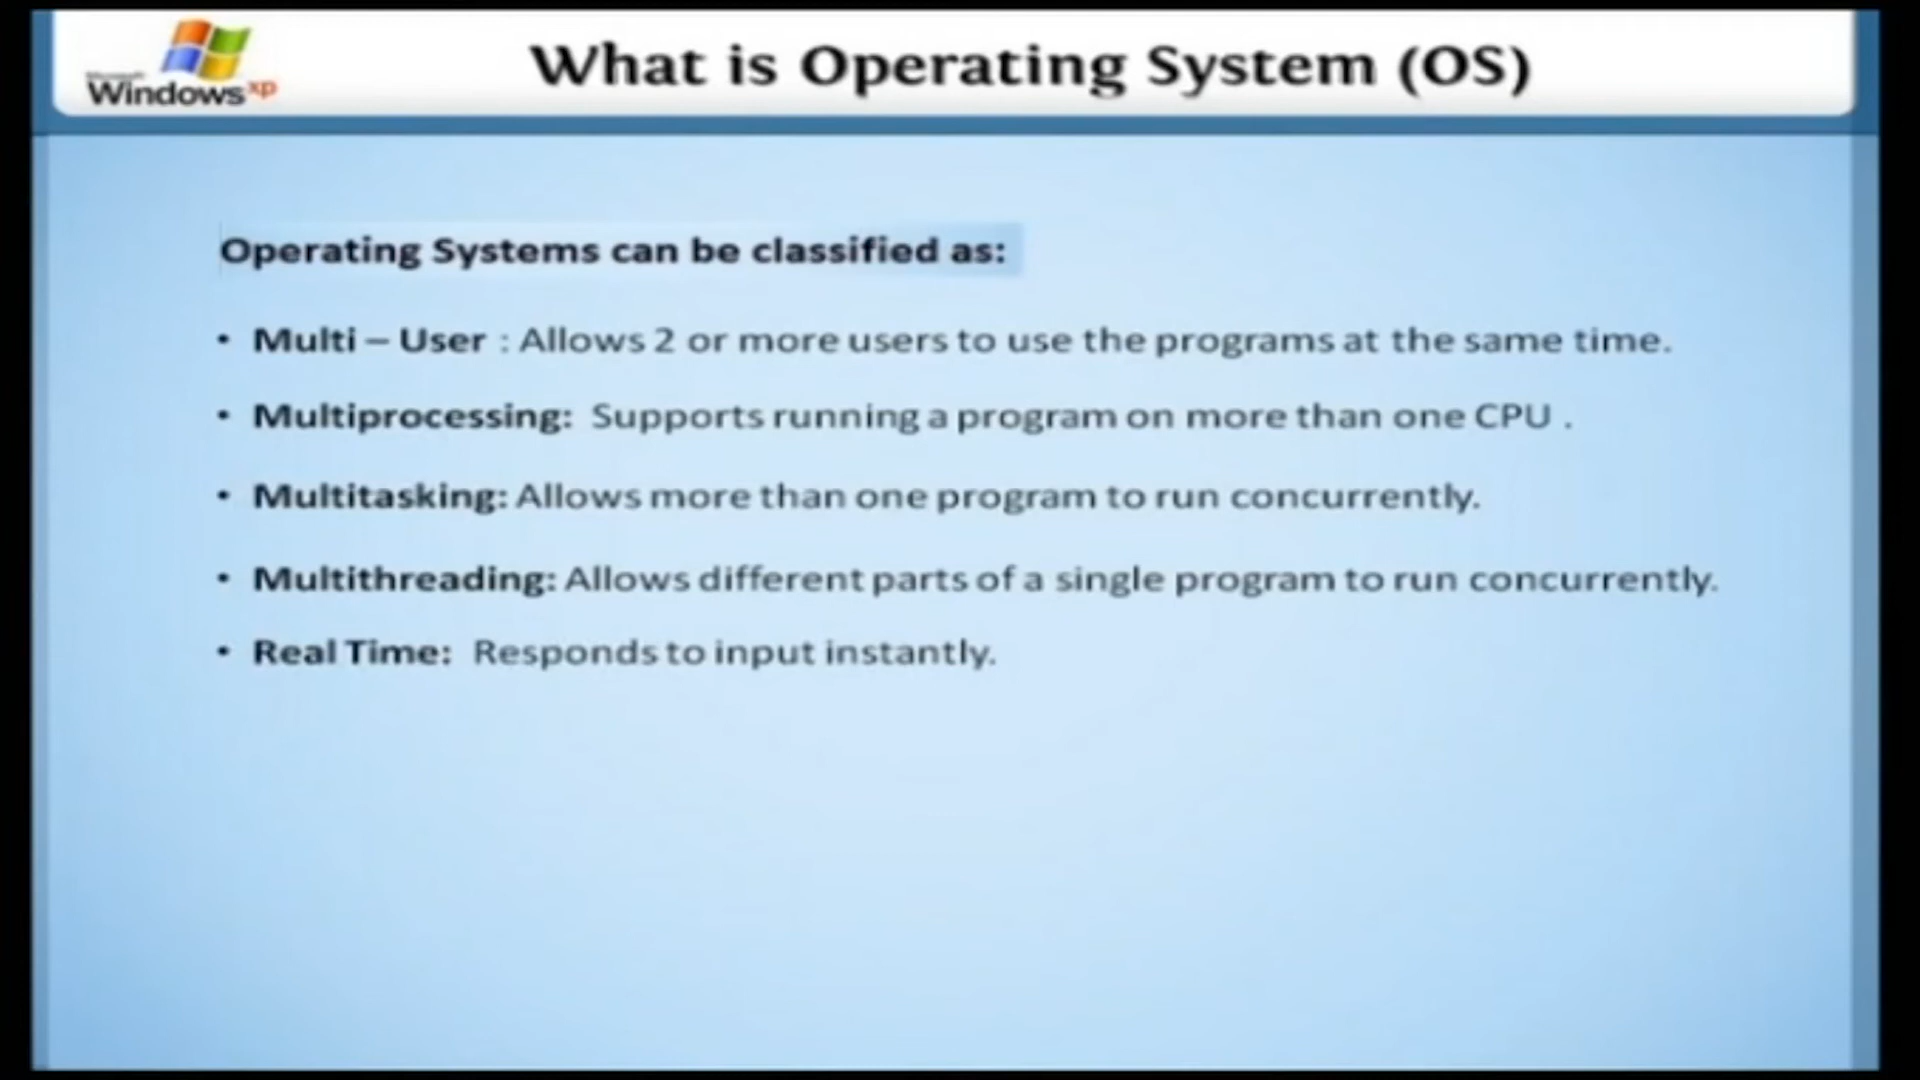 Microsoft
Windows xp
What is Operating System (OS)
Operating Systems can be classified as:
• Multi – User : Allows 2 or more users to use the programs at the same time.
• Multiprocessing: Supports running a program on more than one CPU .
• Multitasking: Allows more than one program to run concurrently.
• Multithreading: Allows different parts of a single program to run concurrently.
• Real Time: Responds to input instantly.